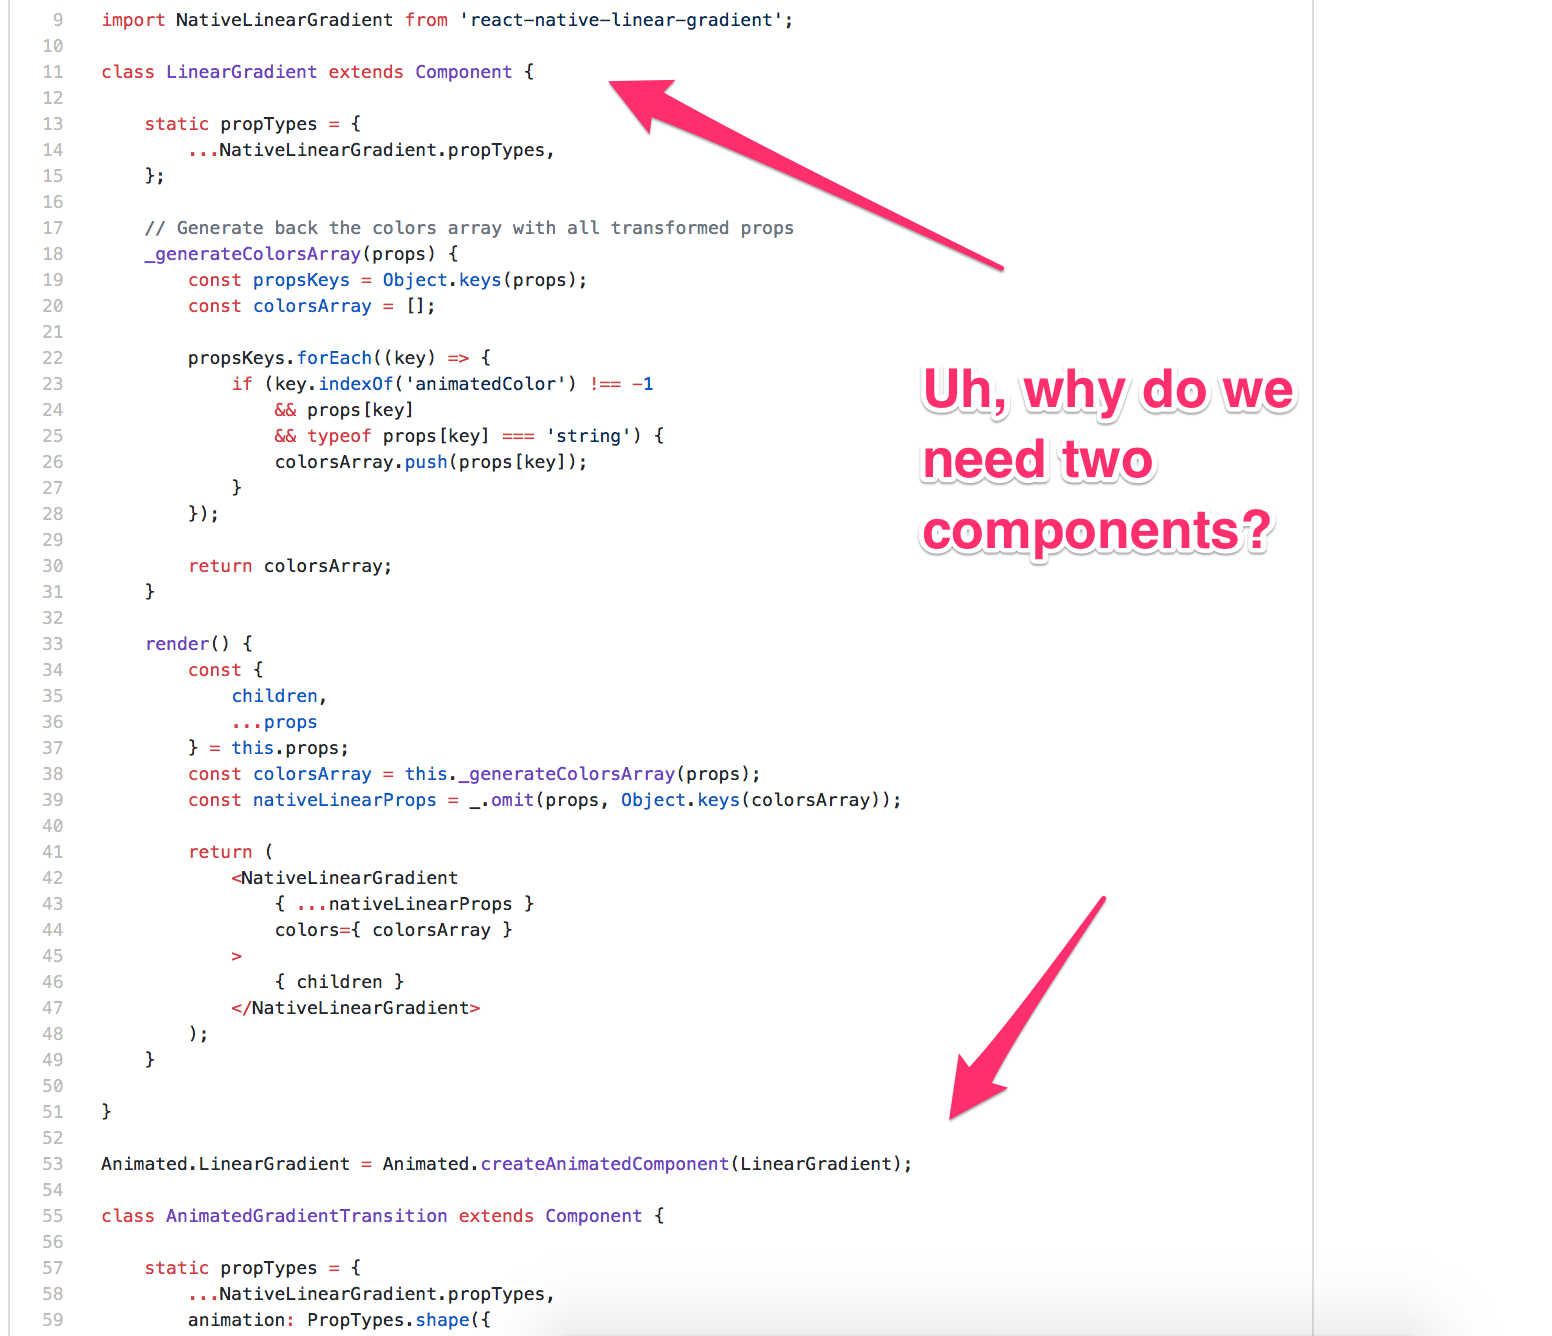 9 import NativeLinearGradient from 'react-native-linear-gradient';
10
11 class LinearGradient extends Component {
12
13     static propTypes = {
14         ...NativeLinearGradient.propTypes,
15     };
16
17     // Generate back the colors array with all transformed props
18     _generateColorsArray(props) {
19         const propsKeys = Object.keys(props);
20         const colorsArray = [];
21
22         propsKeys.forEach((key) => {
23             if (key.indexOf('animatedColor') !== -1
24                 && props[key]
25                 && typeof props[key] === 'string') {
26                 colorsArray.push(props[key]);
27             }
28         });
29
30         return colorsArray;
31     }
32
33     render() {
34         const {
35             children,
36             ...props
37         } = this.props;
38         const colorsArray = this._generateColorsArray(props);
39         const nativeLinearProps = _.omit(props, Object.keys(colorsArray));
40
41         return (
42             <NativeLinearGradient
43                 { ...nativeLinearProps }
44                 colors={ colorsArray }
45             >
46                 { children }
47             </NativeLinearGradient>
48         );
49     }
50
51 }
52
53 Animated.LinearGradient = Animated.createAnimatedComponent(LinearGradient);
54
55 class AnimatedGradientTransition extends Component {
56
57     static propTypes = {
58         ...NativeLinearGradient.propTypes,
59         animation: PropTypes.shape({
Uh, why do we
need two
components?